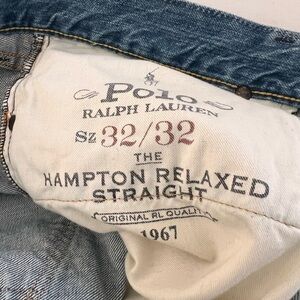 Polo
RALPH LAUREN
Sz 32/32
THE
HAMPTON RELAXED
STRAIGHT
ORIGINAL RL QUALITY
1967